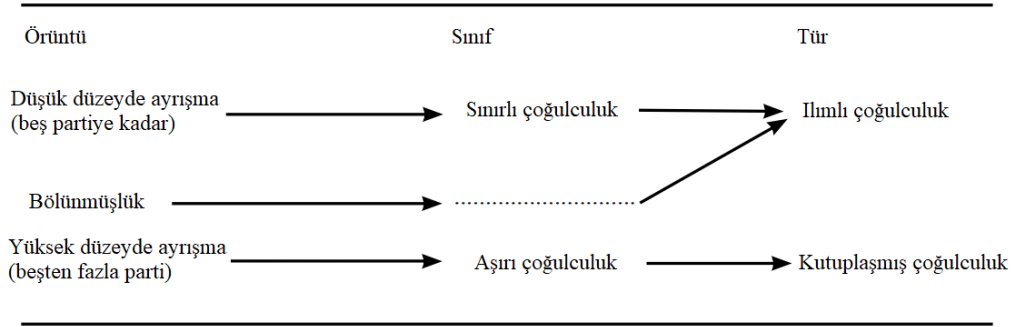 Örüntü Sınıf Tür
Düşük düzeyde ayrışma
(beş partiye kadar)
Sınırlı çoğulculuk
Ilımlı çoğulculuk
Bölünmüşlük
Yüksek düzeyde ayrışma
(beşten fazla parti)
Aşırı çoğulculuk
Kutuplaşmış çoğulculuk